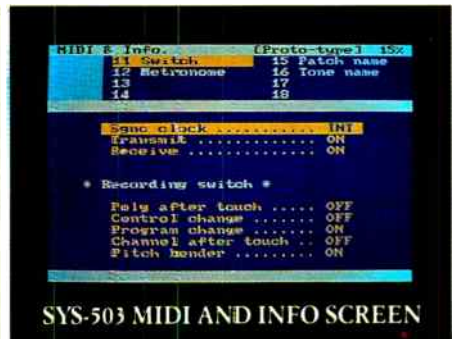 MIDI & Info. [Proto-type] 15%
11 Switch 15 Patch name
12 Metronome 16 Tone name
13 17
14 18
Sync clock ........... INT
Transmit ............. ON
Receive .............. ON
* Recording switch *
Poly after touch ..... OFF
Control change ....... OFF
Program change ....... ON
Channel after touch .. OFF
Pitch bender ......... ON
SYS-503 MIDI AND INFO SCREEN